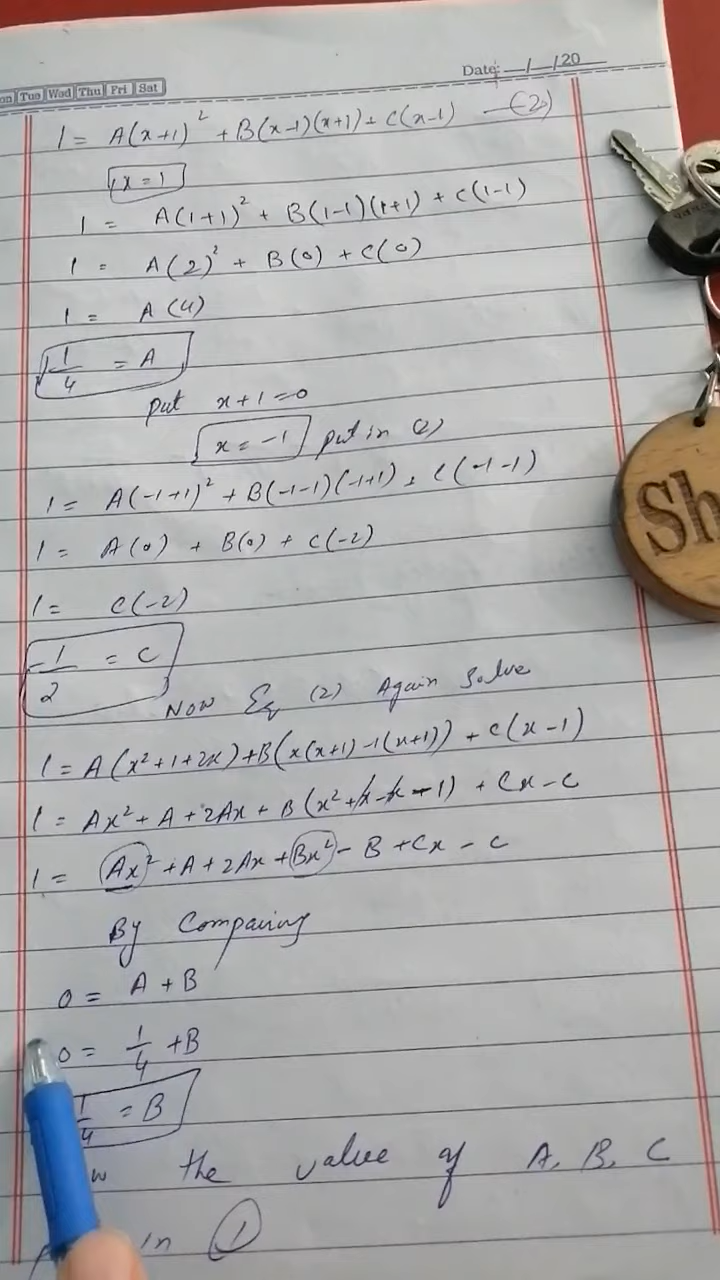 on Tue Wed Thu Fri Sat
Date: __/__/20__
1 = A(x+1)² + B(x-1)(x+1) + C(x-1) —(2)
x = 1
1 = A(1+1)² + B(1-1)(1+1) + C(1-1)
1 = A(2)² + B(0) + C(0)
1 = A(4)
1/4 = A
put x+1=0
x = -1 put in (2)
1 = A(-1+1)² + B(-1-1)(-1+1) + C(-1-1)
1 = A(0) + B(0) + C(-2)
1 = C(-2)
-1/2 = C
Now Eq (2) Again Solve
1 = A(x²+1+2x)+B(x(x+1)-1(x+1)) + C(x-1)
1 = Ax² + A + 2Ax + B(x²+x-x-1) + Cx - C
1 = Ax² + A + 2Ax + Bx² - B + Cx - C
By Comparing
0 = A + B
0 = 1/4 + B
1/4 = B
w the value of A, B, C
in (1)
Sh